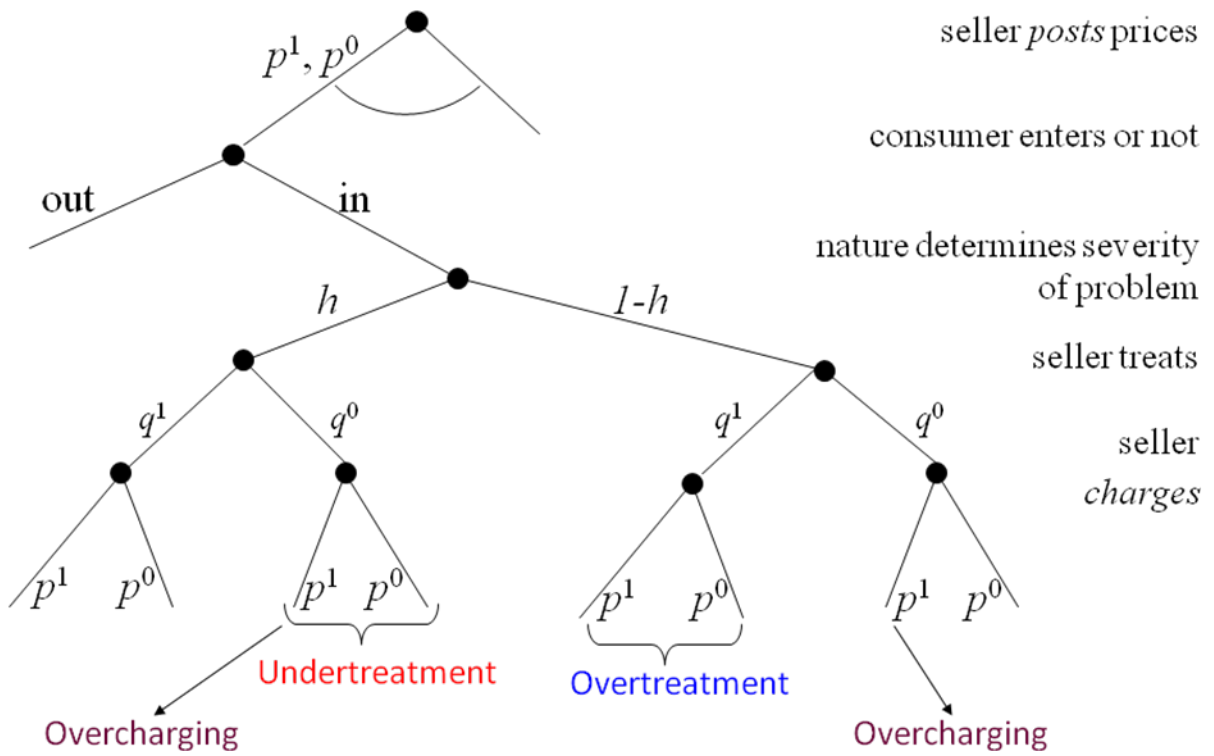 seller posts prices
p¹, p⁰
consumer enters or not
out
in
nature determines severity
of problem
h
1-h
seller treats
q¹
q⁰
q¹
q⁰
seller
charges
p¹ p⁰
p¹ p⁰
p¹ p⁰
p¹ p⁰
Undertreatment
Overtreatment
Overcharging
Overcharging